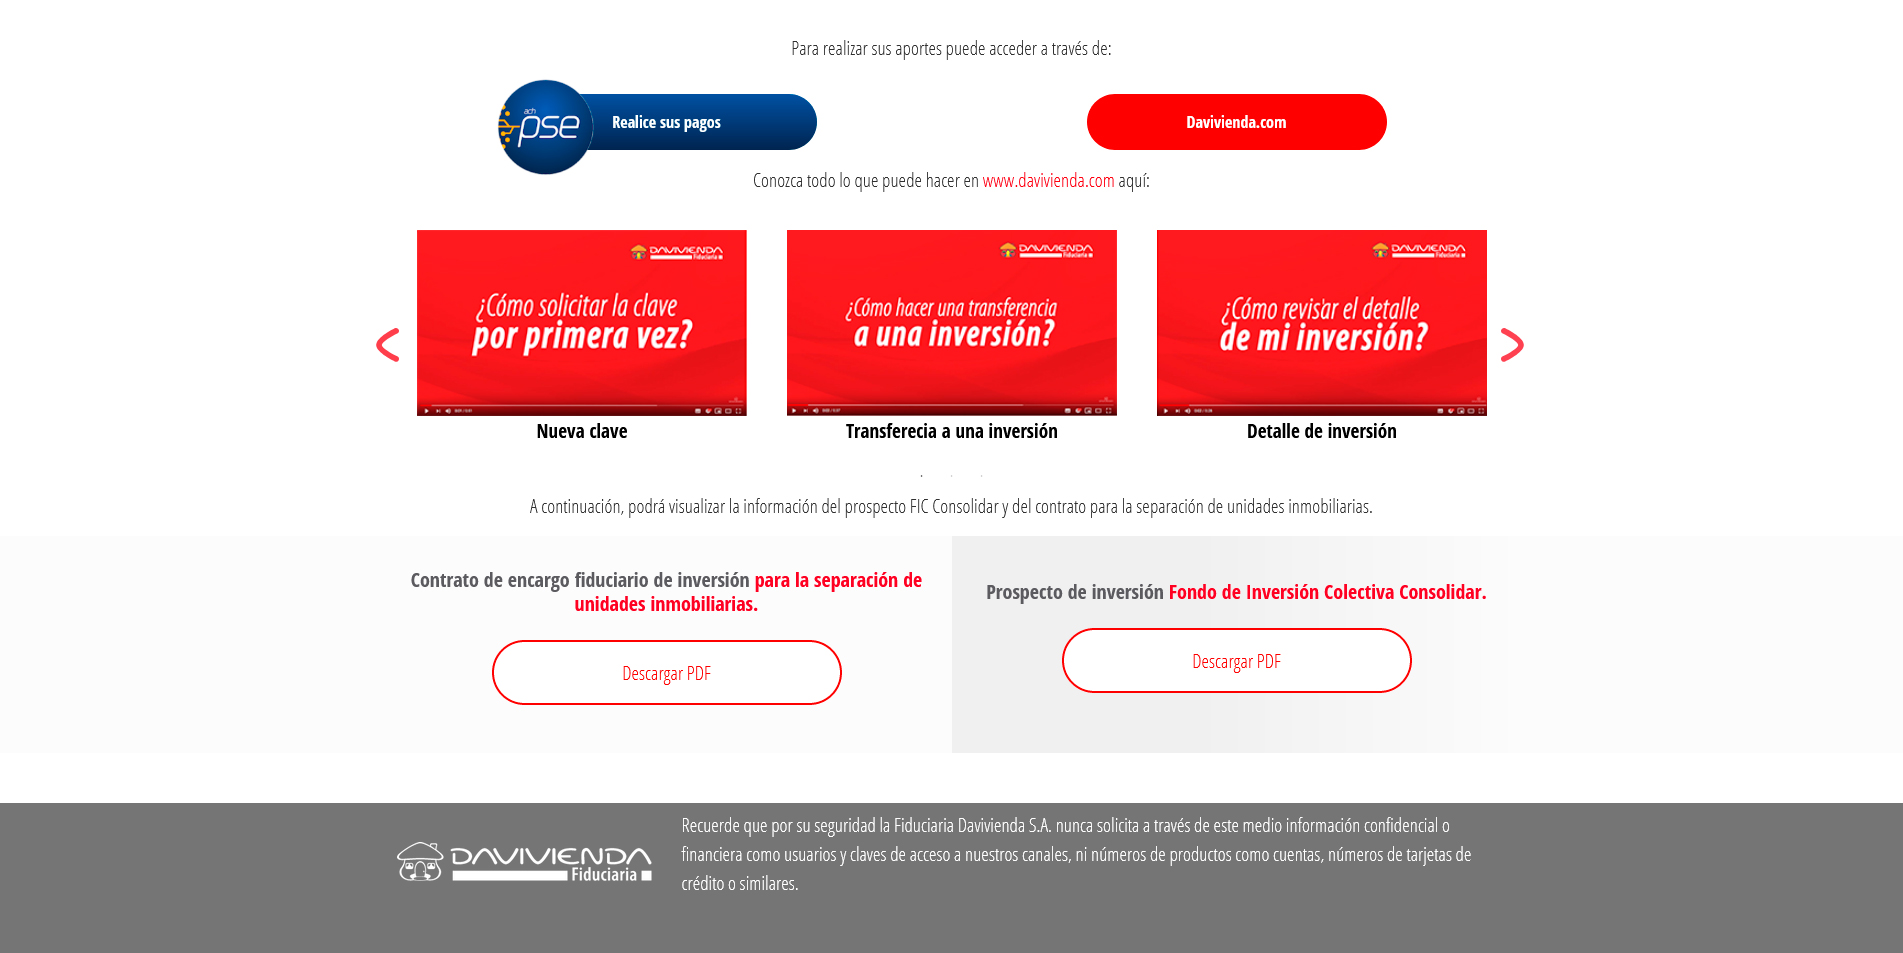 Para realizar sus aportes puede acceder a través de:
ach
pse
Realice sus pagos
Davivienda.com
Conozca todo lo que puede hacer en www.davivienda.com aquí:
DAVIVIENDA
Fiduciaria
¿Cómo solicitar la clave
por primera vez?
Nueva clave
DAVIVIENDA
Fiduciaria
¿Cómo hacer una transferencia
a una inversión?
Transferecia a una inversión
DAVIVIENDA
Fiduciaria
¿Cómo revisar el detalle
de mi inversión?
Detalle de inversión
A continuación, podrá visualizar la información del prospecto FIC Consolidar y del contrato para la separación de unidades inmobiliarias.
Contrato de encargo fiduciario de inversión para la separación de
unidades inmobiliarias.
Descargar PDF
Prospecto de inversión Fondo de Inversión Colectiva Consolidar.
Descargar PDF
DAVIVIENDA
Fiduciaria
Recuerde que por su seguridad la Fiduciaria Davivienda S.A. nunca solicita a través de este medio información confidencial o
financiera como usuarios y claves de acceso a nuestros canales, ni números de productos como cuentas, números de tarjetas de
crédito o similares.